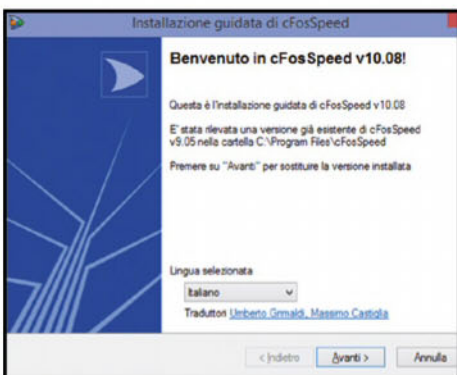 Installazione guidata di cFosSpeed
Benvenuto in cFosSpeed v10.08!
Questa è l'installazione guidata di cFosSpeed v10.08
E' stata rilevata una versione già esistente di cFosSpeed
v9.05 nella cartella C:\Program Files\cFosSpeed
Premere su "Avanti" per sostituire la versione installata
Lingua selezionata
Italiano
Traduttori Umberto Grimaldi, Massimo Castiglia
< Indietro Avanti > Annulla